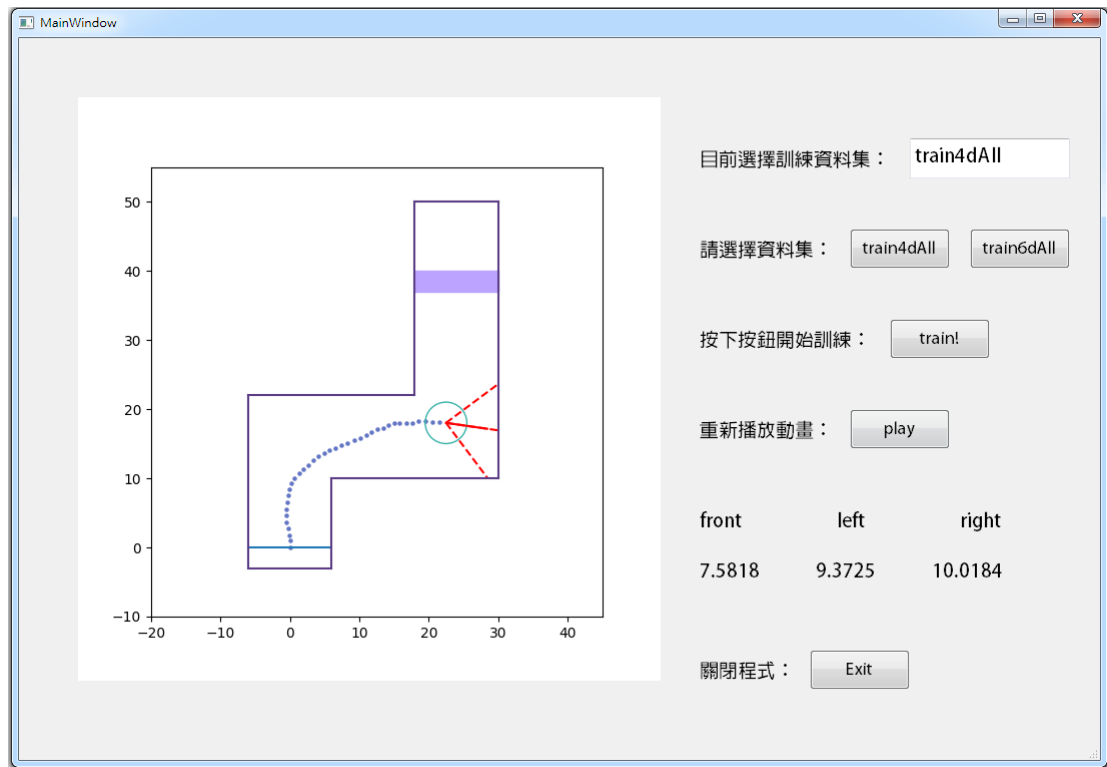 MainWindow
50
40
30
20
10
0
−10
−20 −10 0 10 20 30 40
目前選擇訓練資料集： train4dAll
請選擇資料集： train4dAll train6dAll
按下按鈕開始訓練： train!
重新播放動畫： play
front left right
7.5818 9.3725 10.0184
關閉程式： Exit